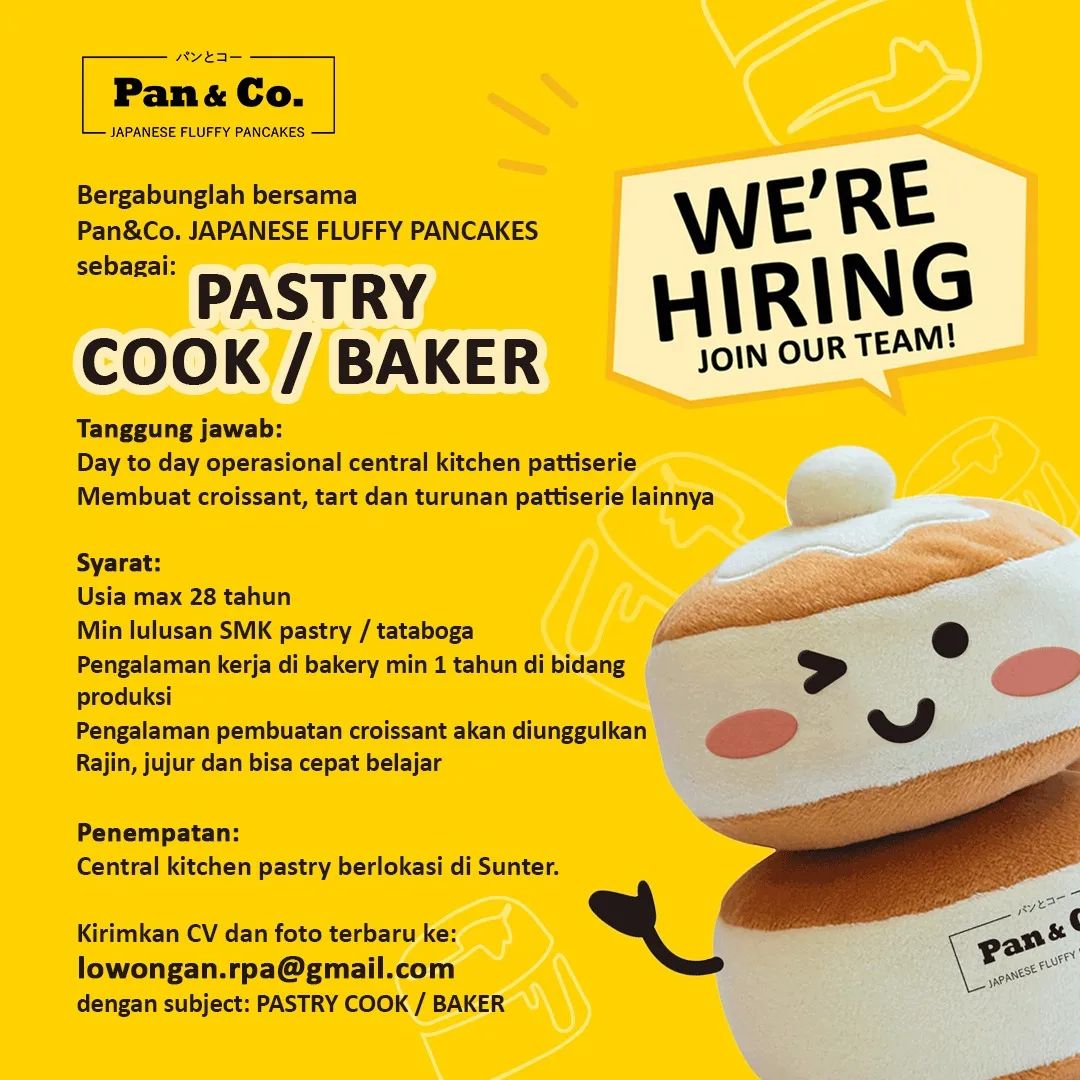 パンとコー
Pan & Co.
JAPANESE FLUFFY PANCAKES
WE'RE
HIRING
JOIN OUR TEAM!
Bergabunglah bersama
Pan&Co. JAPANESE FLUFFY PANCAKES
sebagai:
PASTRY
COOK / BAKER
Tanggung jawab:
Day to day operasional central kitchen pattiserie
Membuat croissant, tart dan turunan pattiserie lainnya
Syarat:
Usia max 28 tahun
Min lulusan SMK pastry / tataboga
Pengalaman kerja di bakery min 1 tahun di bidang
produksi
Pengalaman pembuatan croissant akan diunggulkan
Rajin, jujur dan bisa cepat belajar
Penempatan:
Central kitchen pastry berlokasi di Sunter.
Kirimkan CV dan foto terbaru ke:
lowongan.rpa@gmail.com
dengan subject: PASTRY COOK / BAKER
パンとコー
Pan &
JAPANESE FLUFFY